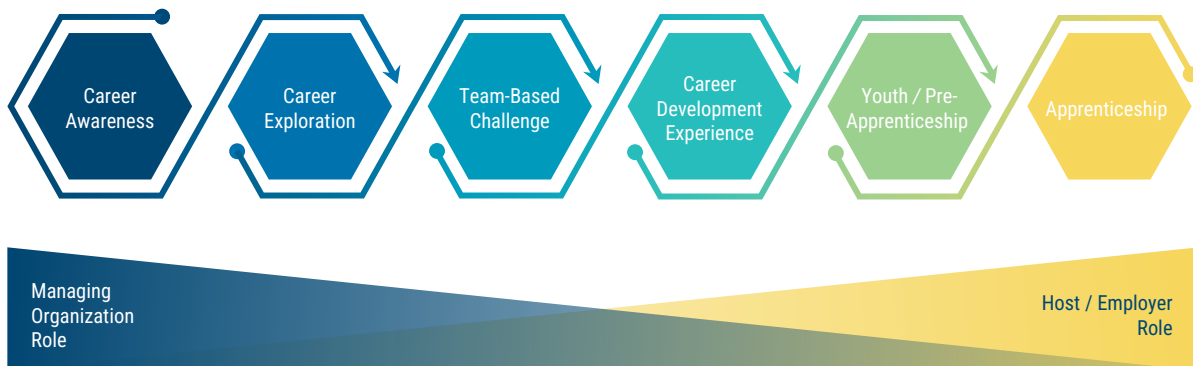 Career
Awareness
Career
Exploration
Team-Based
Challenge
Career
Development
Experience
Youth / Pre-
Apprenticeship
Apprenticeship
Managing
Organization
Role
Host / Employer
Role